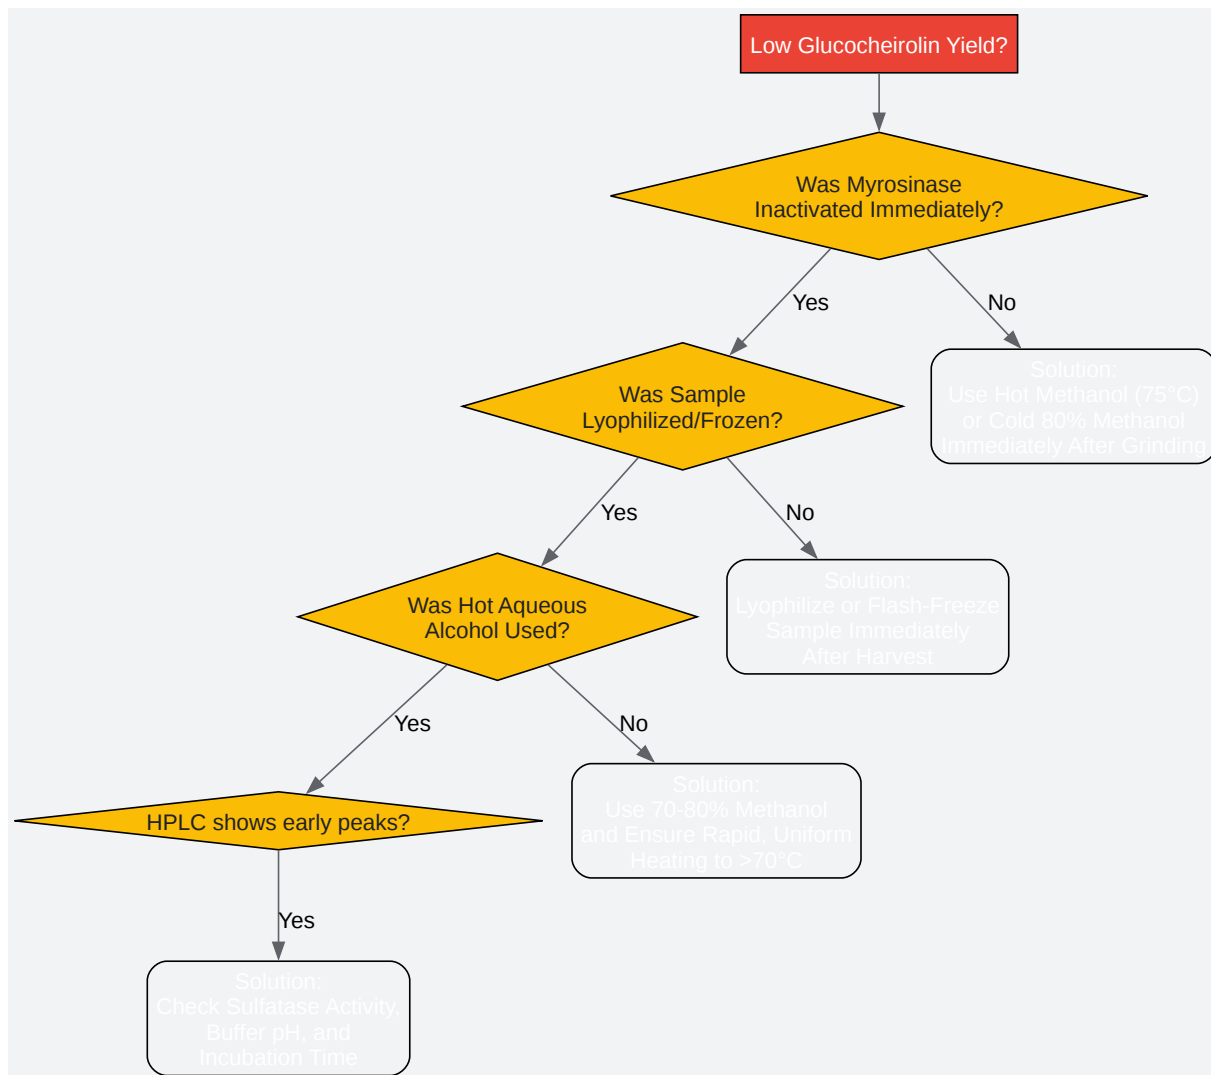 Low Glucocheirolin Yield?
Was Myrosinase
Inactivated Immediately?
Yes
No
Was Sample
Lyophilized/Frozen?
Solution:
Use Hot Methanol (75°C)
or Cold 80% Methanol
Immediately After Grinding
Yes
No
Was Hot Aqueous
Alcohol Used?
Solution:
Lyophilize or Flash-Freeze
Sample Immediately
After Harvest
Yes
No
HPLC shows early peaks?
Solution:
Use 70-80% Methanol
and Ensure Rapid, Uniform
Heating to >70°C
Yes
Solution:
Check Sulfatase Activity,
Buffer pH, and
Incubation Time